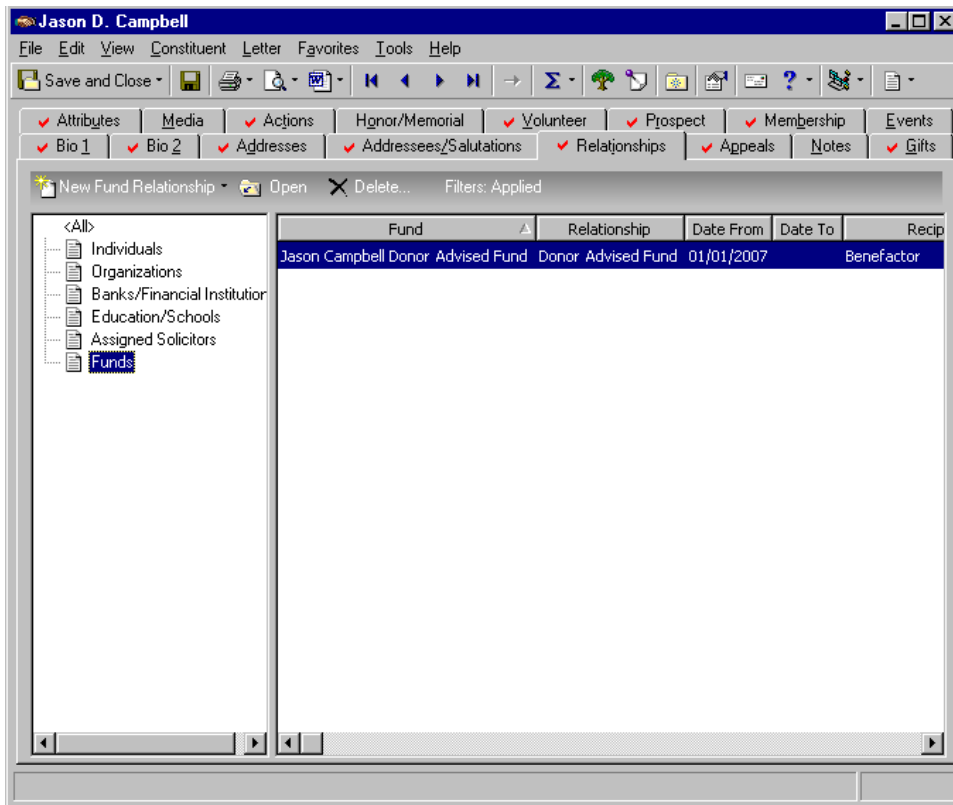 Jason D. Campbell
File Edit View Constituent Letter Favorites Tools Help
Save and Close
Attributes Media Actions Honor/Memorial Volunteer Prospect Membership Events
Bio 1 Bio 2 Addresses Addressees/Salutations Relationships Appeals Notes Gifts
New Fund Relationship Open Delete... Filters: Applied
<All>
Individuals
Organizations
Banks/Financial Institution
Education/Schools
Assigned Solicitors
Funds
Fund Relationship Date From Date To Recip
Jason Campbell Donor Advised Fund Donor Advised Fund 01/01/2007 Benefactor